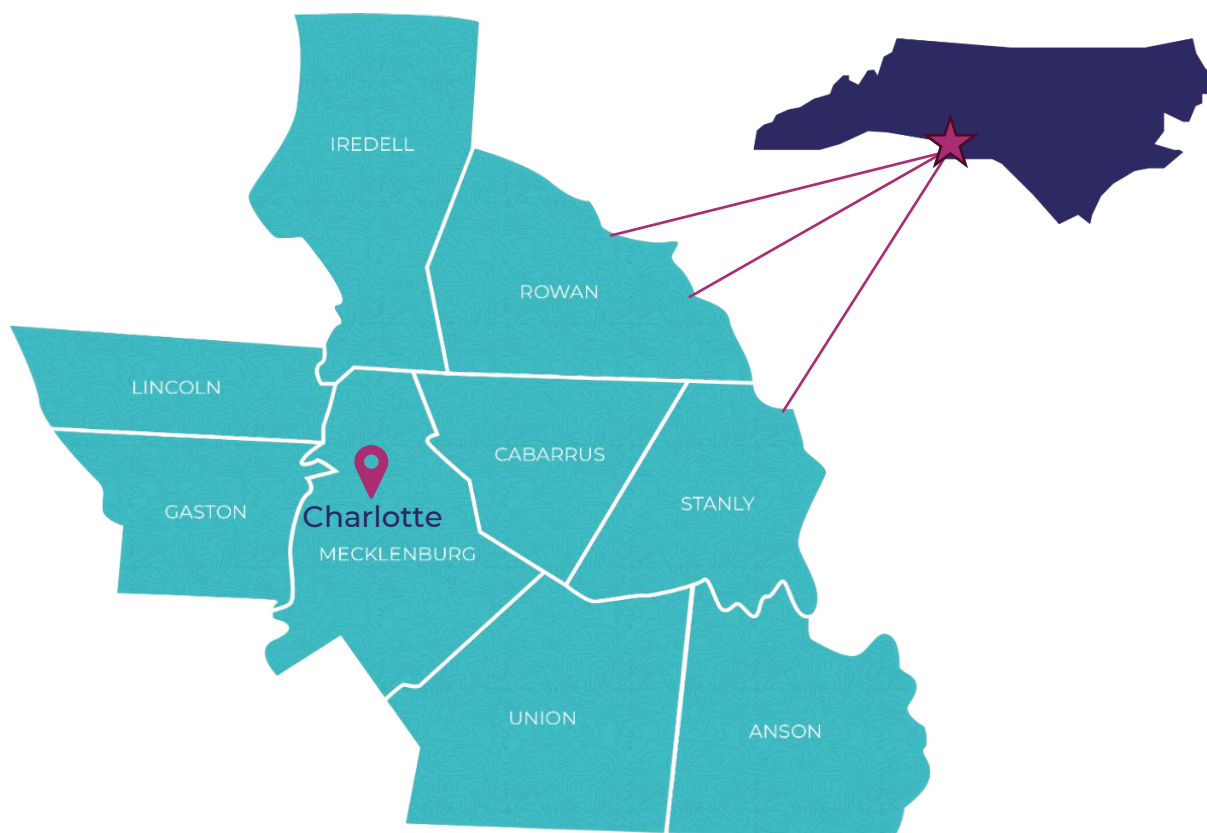 IREDELL
ROWAN
LINCOLN
CABARRUS
STANLY
GASTON
Charlotte
MECKLENBURG
UNION
ANSON